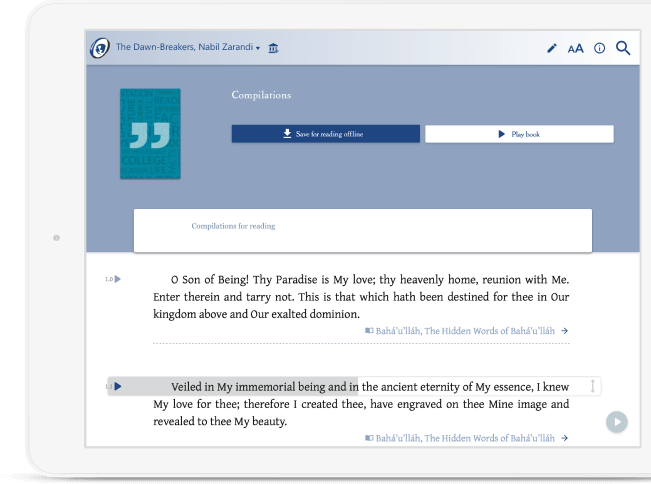 The Dawn-Breakers, Nabil Zarandi
AA
Compilations
COLLEGE
Save for reading offline
Play book
Compilations for reading
1.0
O Son of Being! Thy Paradise is My love; thy heavenly home, reunion with Me.
Enter therein and tarry not. This is that which hath been destined for thee in Our
kingdom above and Our exalted dominion.
Bahá'u'lláh, The Hidden Words of Bahá'u'lláh
1.1
Veiled in My immemorial being and in the ancient eternity of My essence, I knew
My love for thee; therefore I created thee, have engraved on thee Mine image and
revealed to thee My beauty.
Bahá'u'lláh, The Hidden Words of Bahá'u'lláh